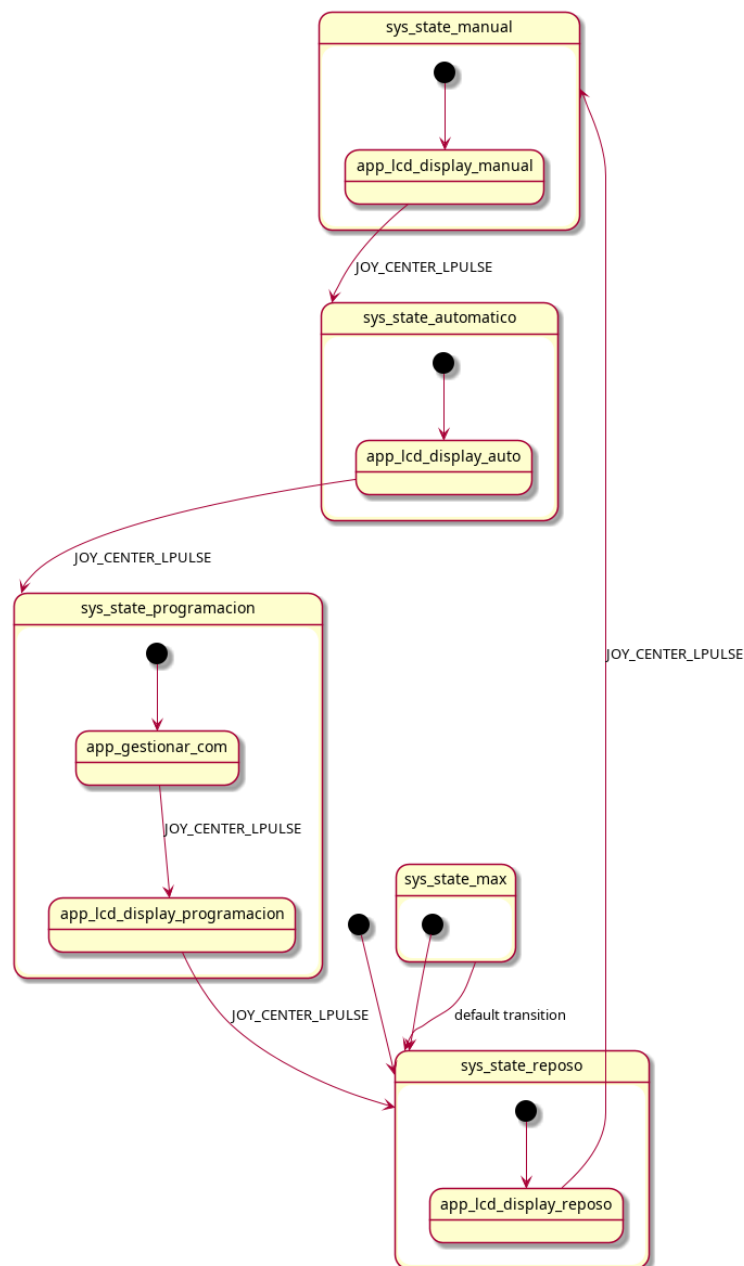 sys_state_manual
app_lcd_display_manual
JOY_CENTER_LPULSE
sys_state_automatico
app_lcd_display_auto
JOY_CENTER_LPULSE
sys_state_programacion
JOY_CENTER_LPULSE
app_gestionar_com
JOY_CENTER_LPULSE
sys_state_max
app_lcd_display_programacion
JOY_CENTER_LPULSE
default transition
sys_state_reposo
app_lcd_display_reposo